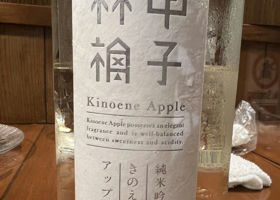 甲子
林檎
Kinoene Apple
Kinoene Apple possesses an elegant
fragrance and is well-balanced
between sweetness and acidity.
純米吟
きのえ
アップ